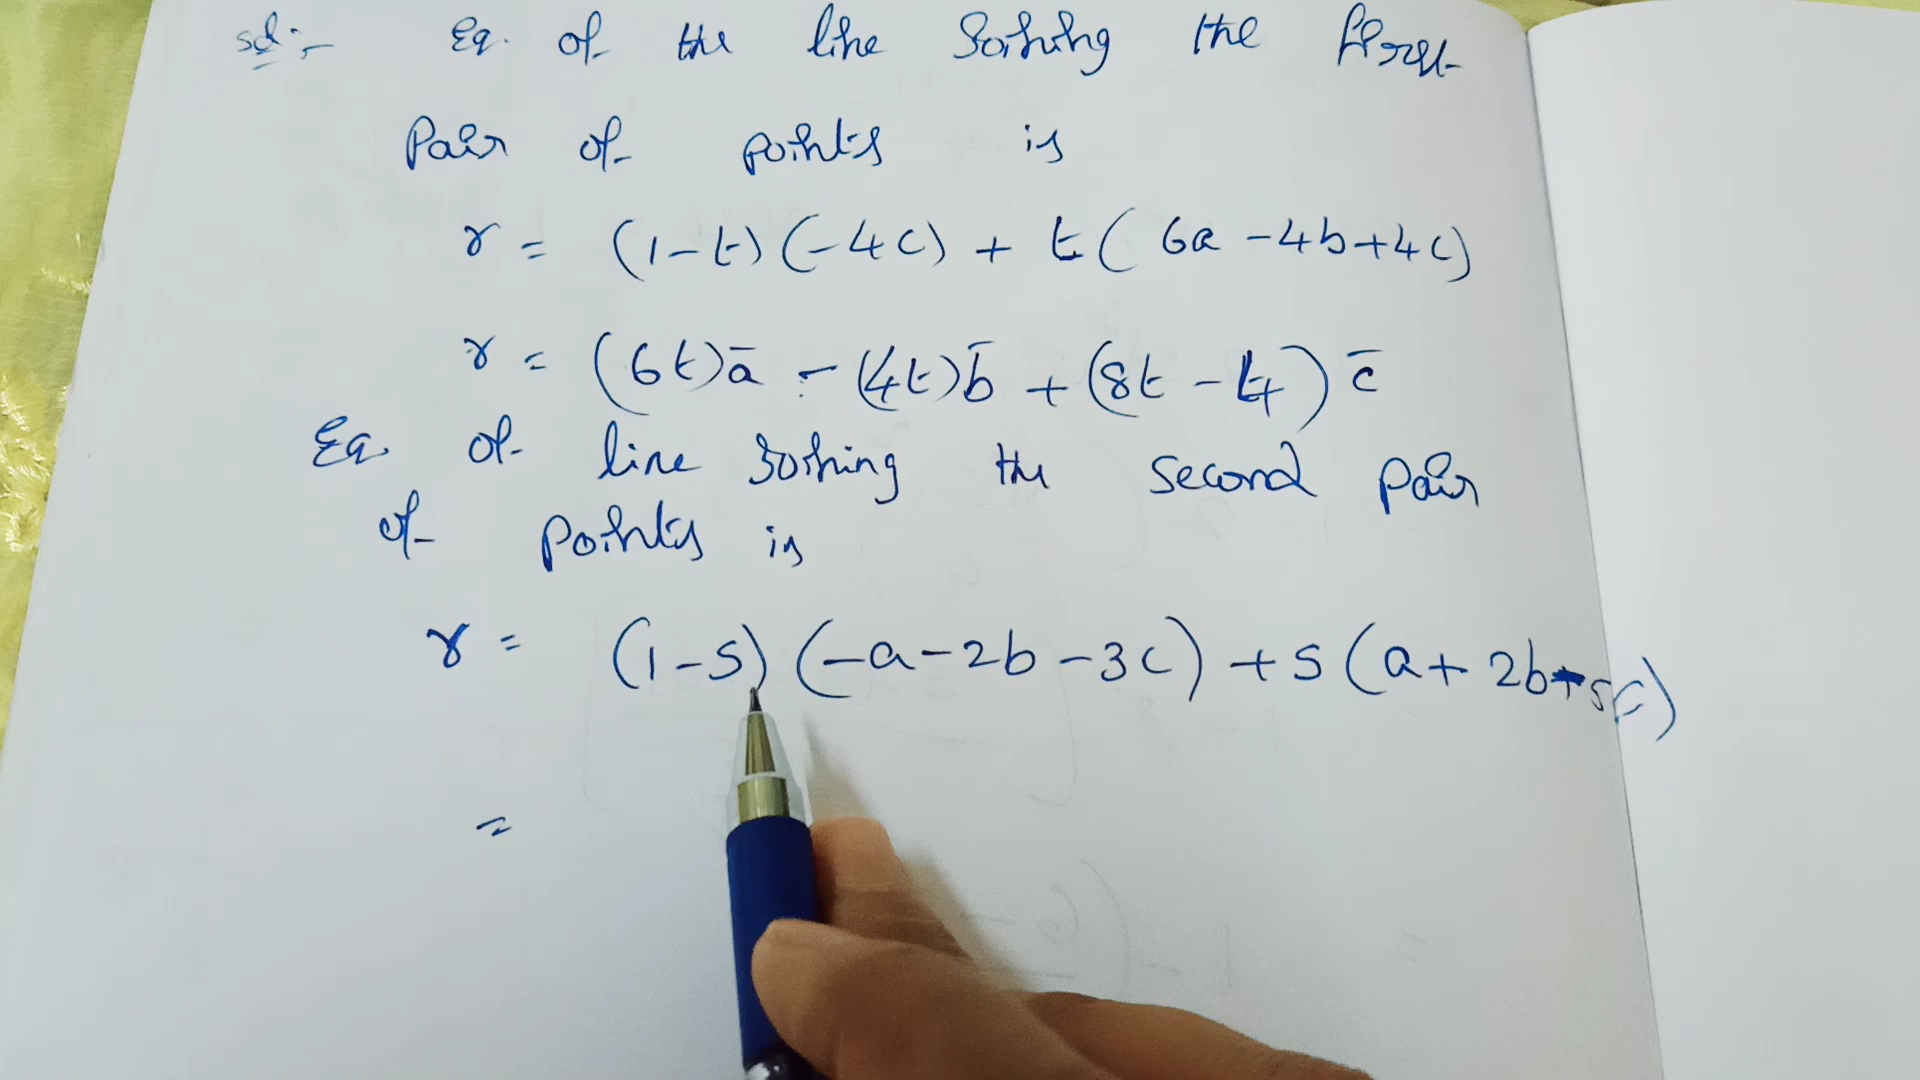 sol:-  Eq. of the line Joining the first
Pair of points is
r = (1-t)(-4c) + t(6a -4b+4c)
r = (6t)a̅ - (4t)b̅ + (8t - 4) c̅
Eq. of line Joining the second Pair
of points is
r = (1-s)(-a-2b-3c) + s(a+ 2b-5c)
=